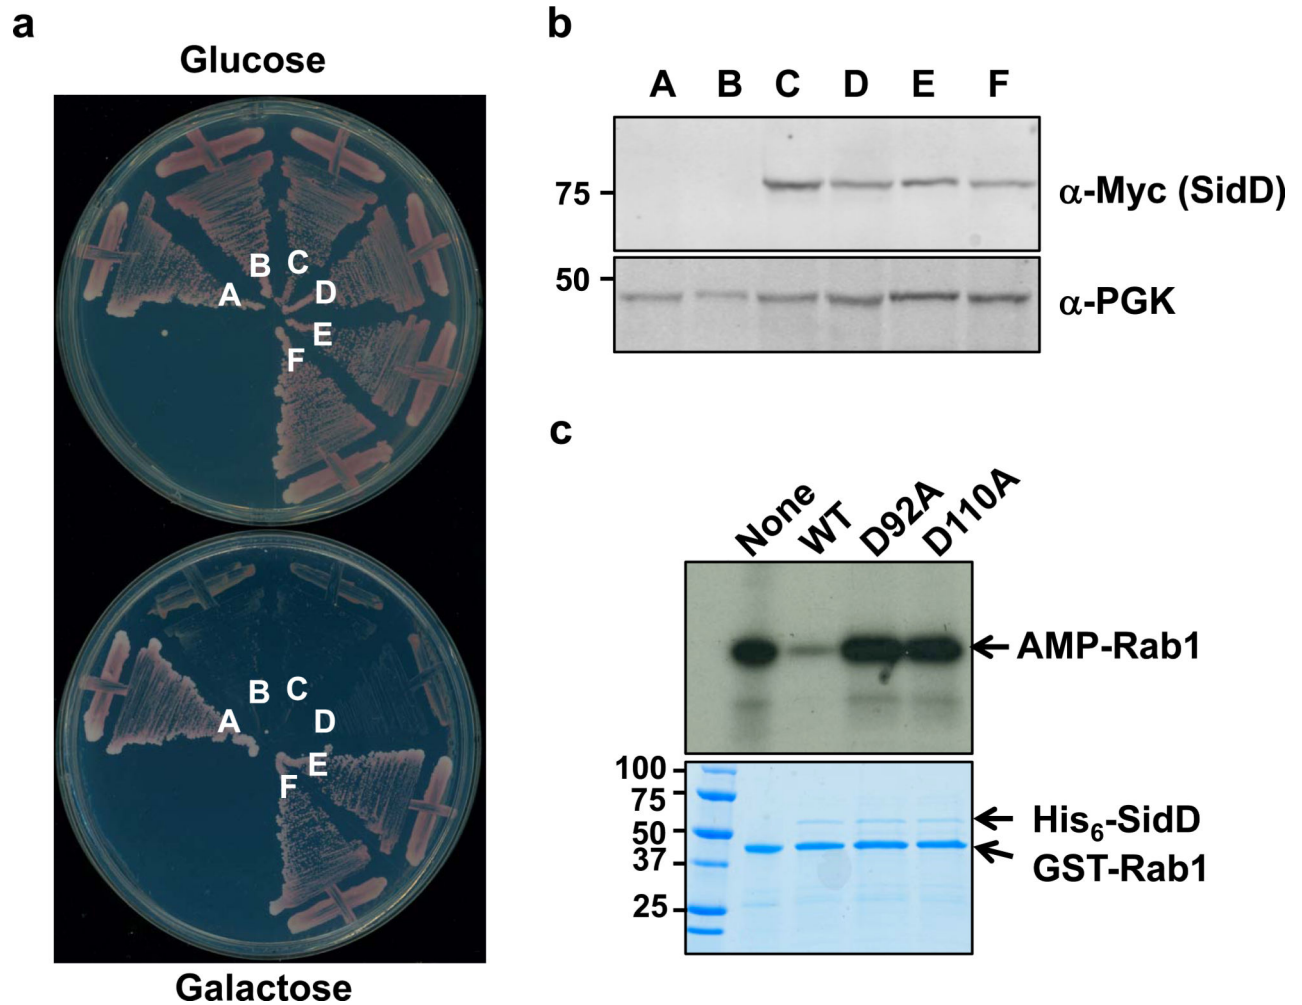 a
Glucose
B C
A D
E
F
B C
A D
E
F
Galactose
b
A B C D E F
75
α-Myc (SidD)
50
α-PGK
c
None WT D92A D110A
AMP-Rab1
100
75
50
37
25
His₆-SidD
GST-Rab1